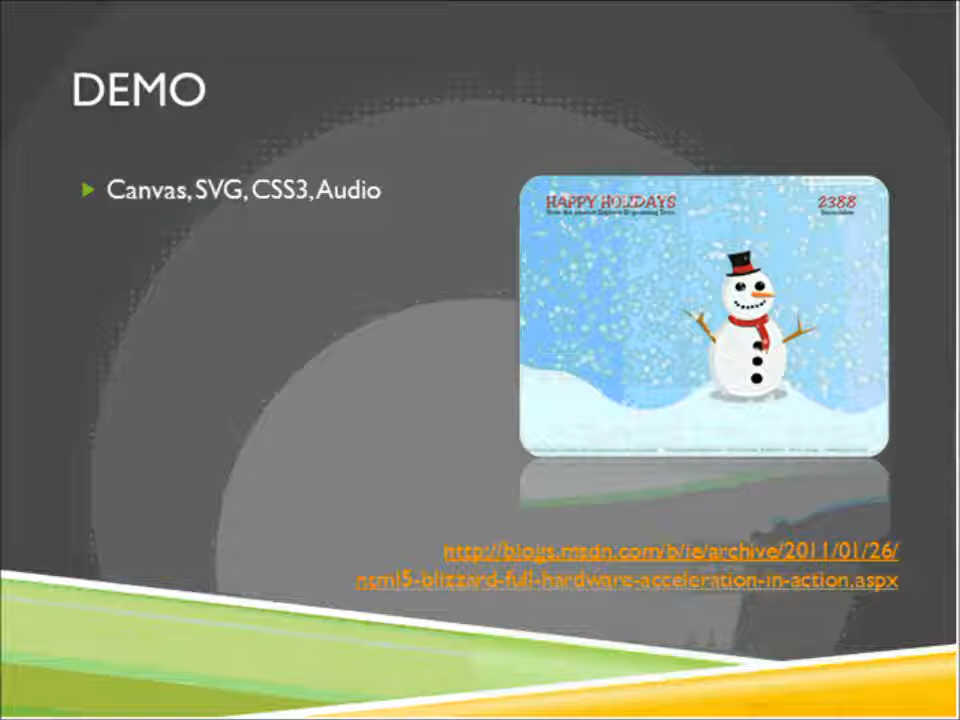 DEMO
Canvas, SVG, CSS3, Audio
HAPPY HOLIDAYS
2388
http://blogs.msdn.com/b/ie/archive/2011/01/26/
html5-blizzard-full-hardware-acceleration-in-action.aspx